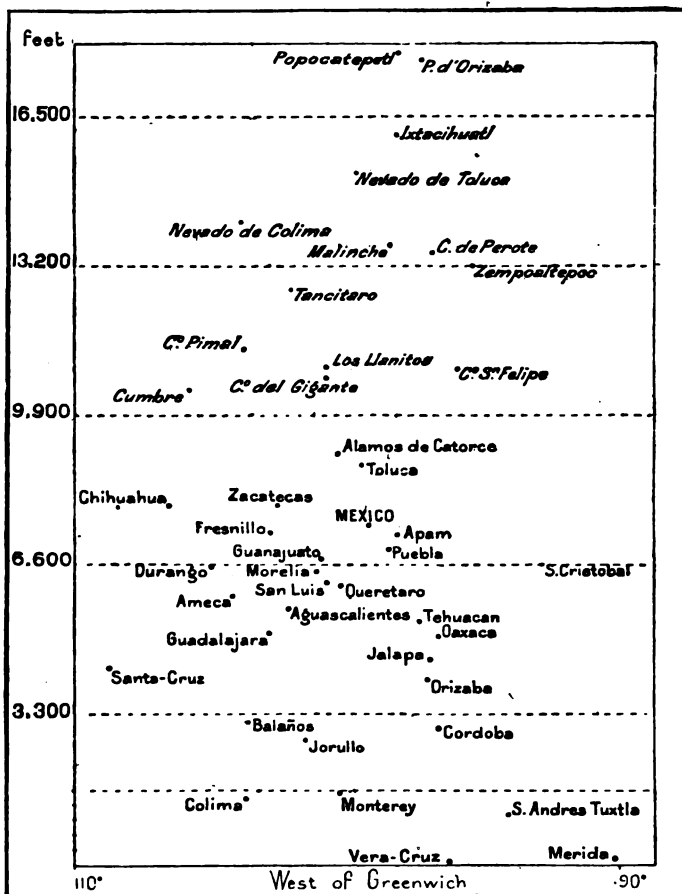 feet
Popocatepetl
P. d'Orizaba
16.500
Ixtacihuatl
Nevado de Toluca
Nevado de Colima
Malinche
C. de Perote
13.200
Zempoaltepoc
Tancitaro
Co. Pimal
Los Llanitos
Co. Sn. Felipe
Co. del Gigante
Cumbre
9.900
Alamos de Catorce
Toluca
Chihuahua
Zacatecas
MEXICO
Fresnillo
Apam
Guanajuato
Puebla
6.600
Durango
Morelia
S. Cristobal
San Luis
Queretaro
Ameca
Aguascalientes
Tehuacan
Oaxaca
Guadalajara
Jalapa
Santa-Cruz
Orizaba
3.300
Balaños
Cordoba
Jorullo
Colima
Monterey
S. Andres Tuxtla
Vera-Cruz
Merida
110°
West of Greenwich
90°